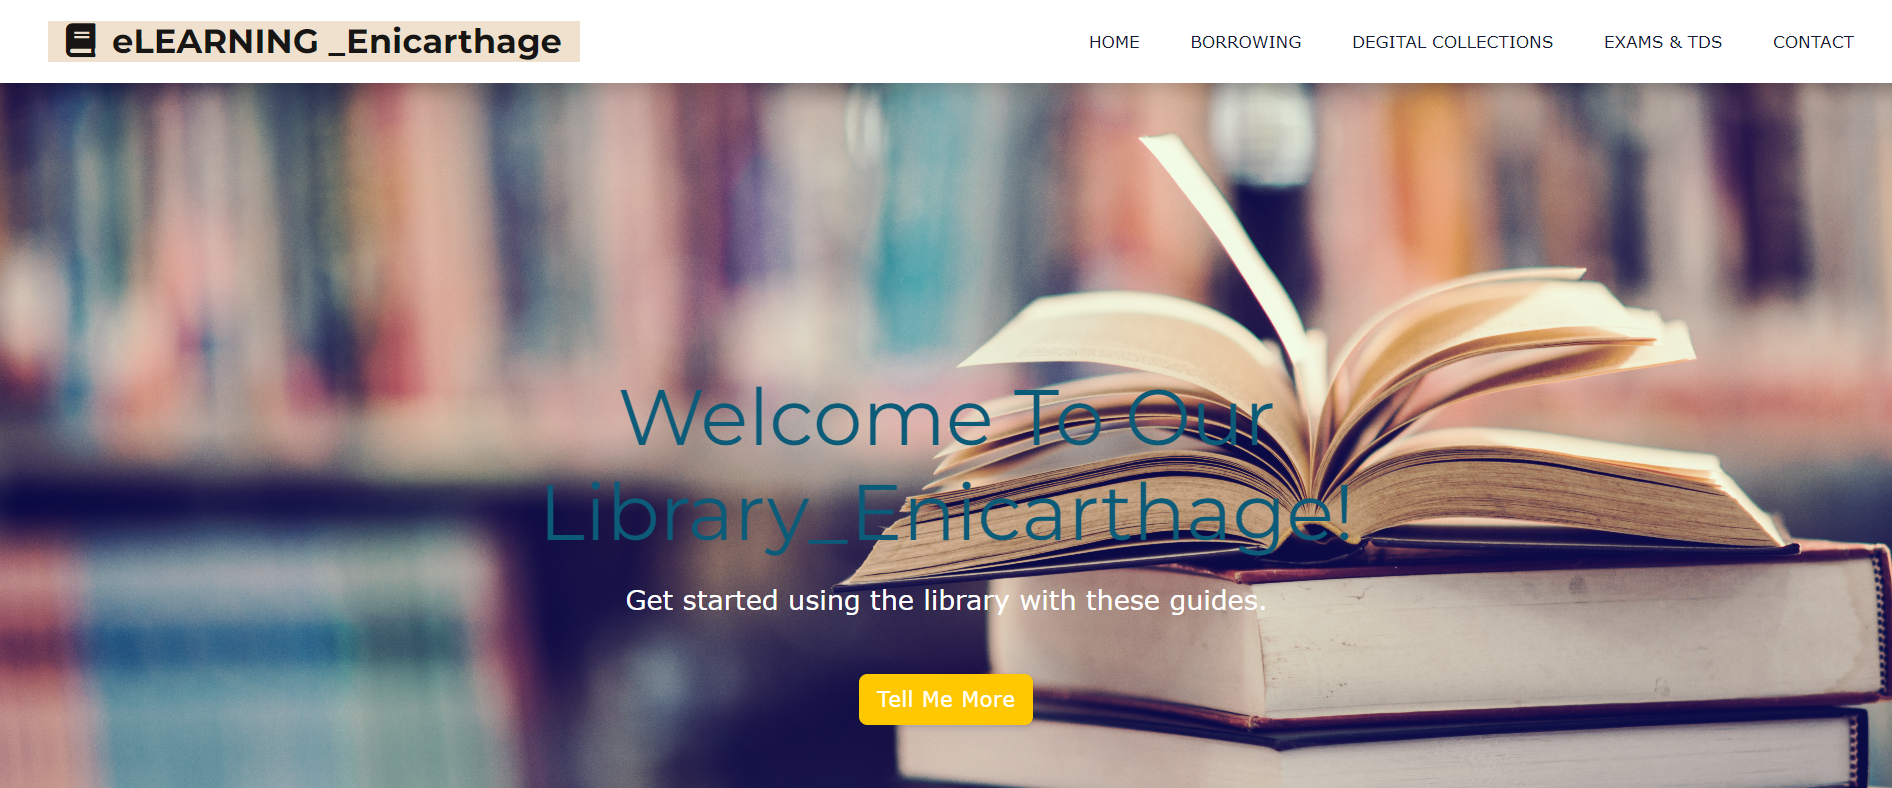 eLEARNING _Enicarthage
HOME
BORROWING
DEGITAL COLLECTIONS
EXAMS & TDS
CONTACT
Welcome To Our
Library_Enicarthage!
Get started using the library with these guides.
Tell Me More